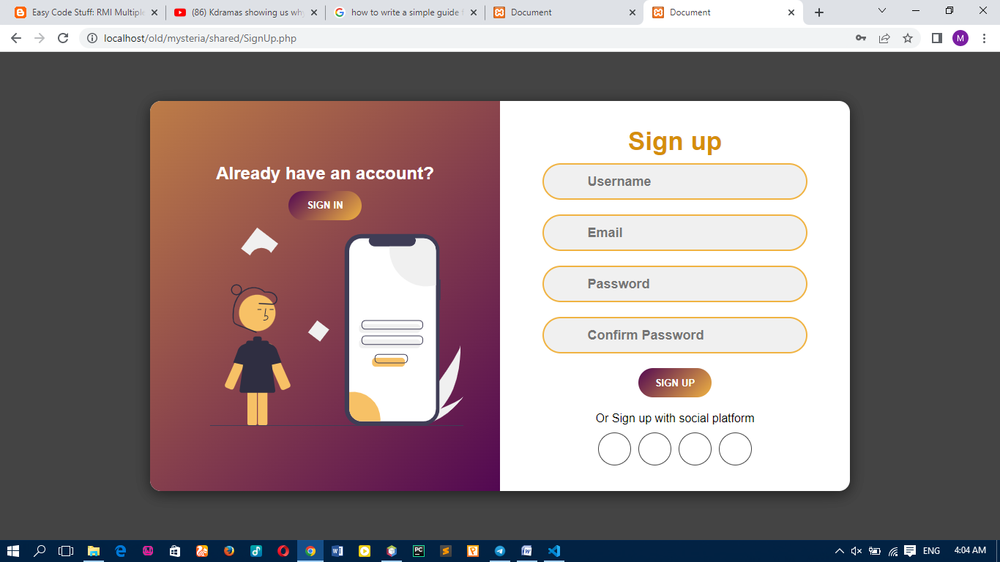 Easy Code Stuff: RMI Multiple
(86) Kdramas showing us why
how to write a simple guide f
Document
Document
localhost/old/mysteria/shared/SignUp.php
M
Already have an account?
SIGN IN
Sign up
Username
Email
Password
Confirm Password
SIGN UP
Or Sign up with social platform
ENG
4:04 AM